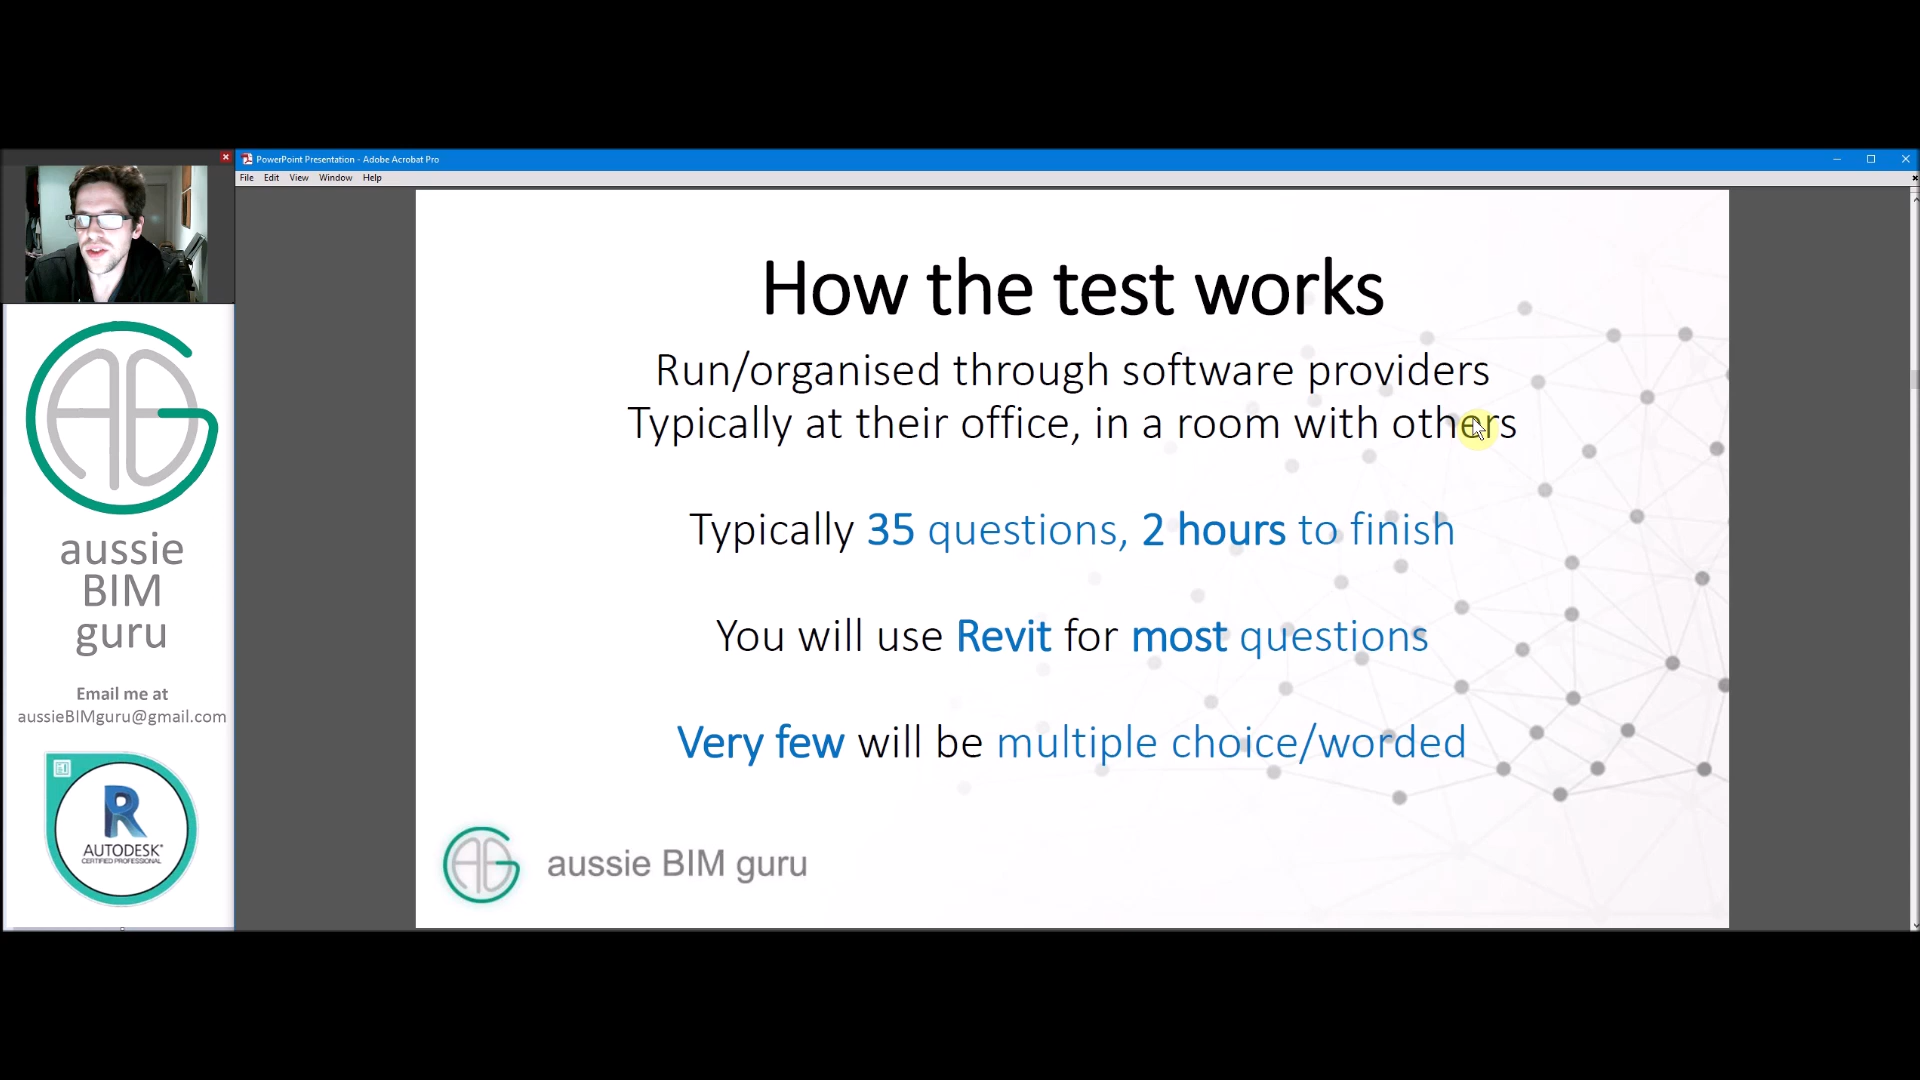 PowerPoint Presentation - Adobe Acrobat Pro
File Edit View Window Help
How the test works
Run/organised through software providers
Typically at their office, in a room with others
Typically 35 questions, 2 hours to finish
You will use Revit for most questions
Very few will be multiple choice/worded
aussie BIM guru
aussie
BIM
guru
Email me at
aussieBIMguru@gmail.com
R
AUTODESK®
CERTIFIED PROFESSIONAL